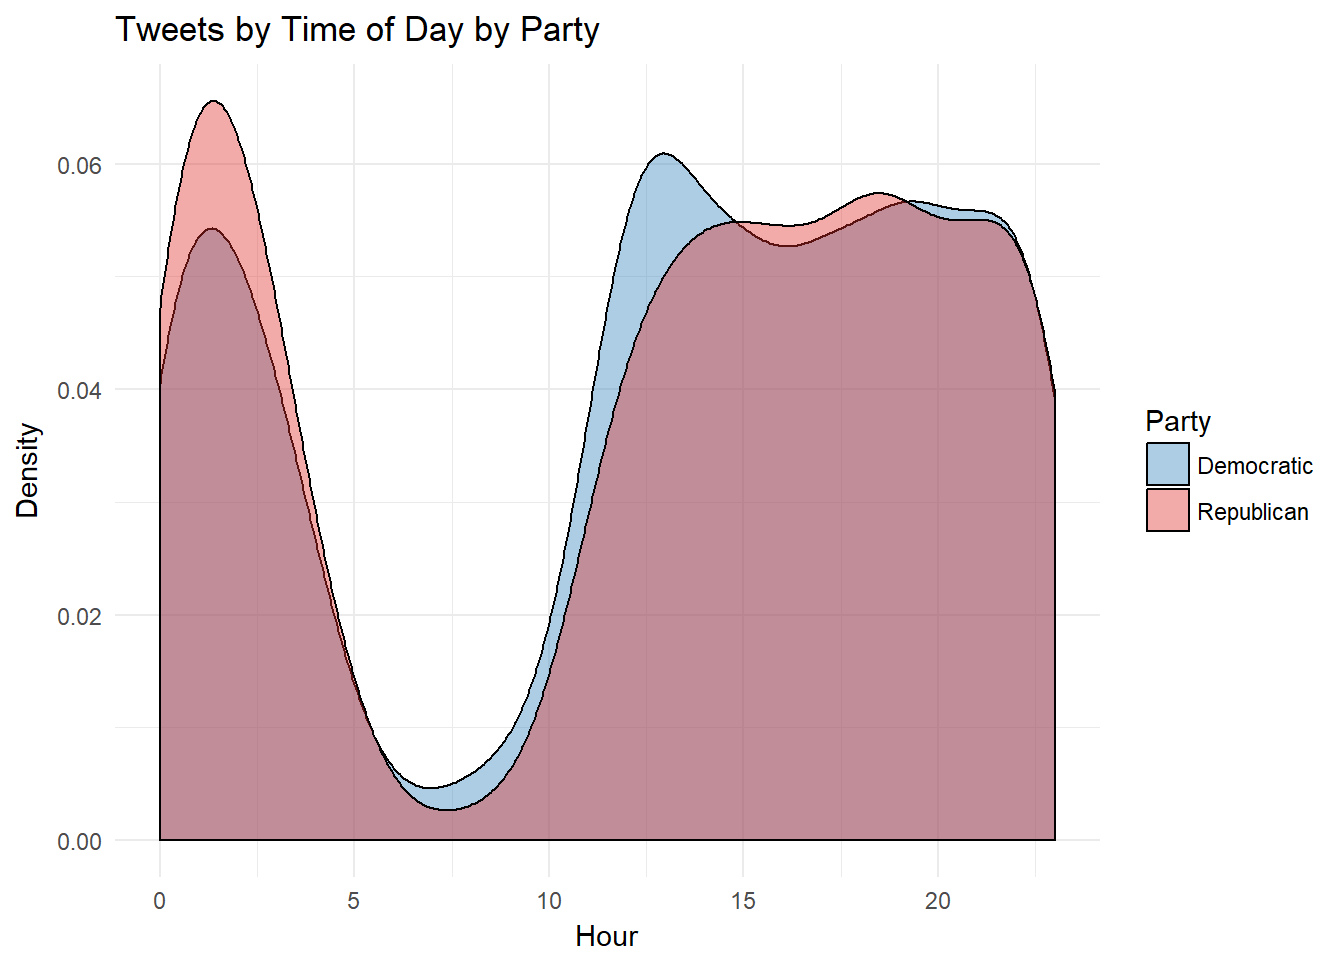 Tweets by Time of Day by Party
0.06
0.04
0.02
0.00
Density
0 5 10 15 20
Hour
Party
Democratic
Republican